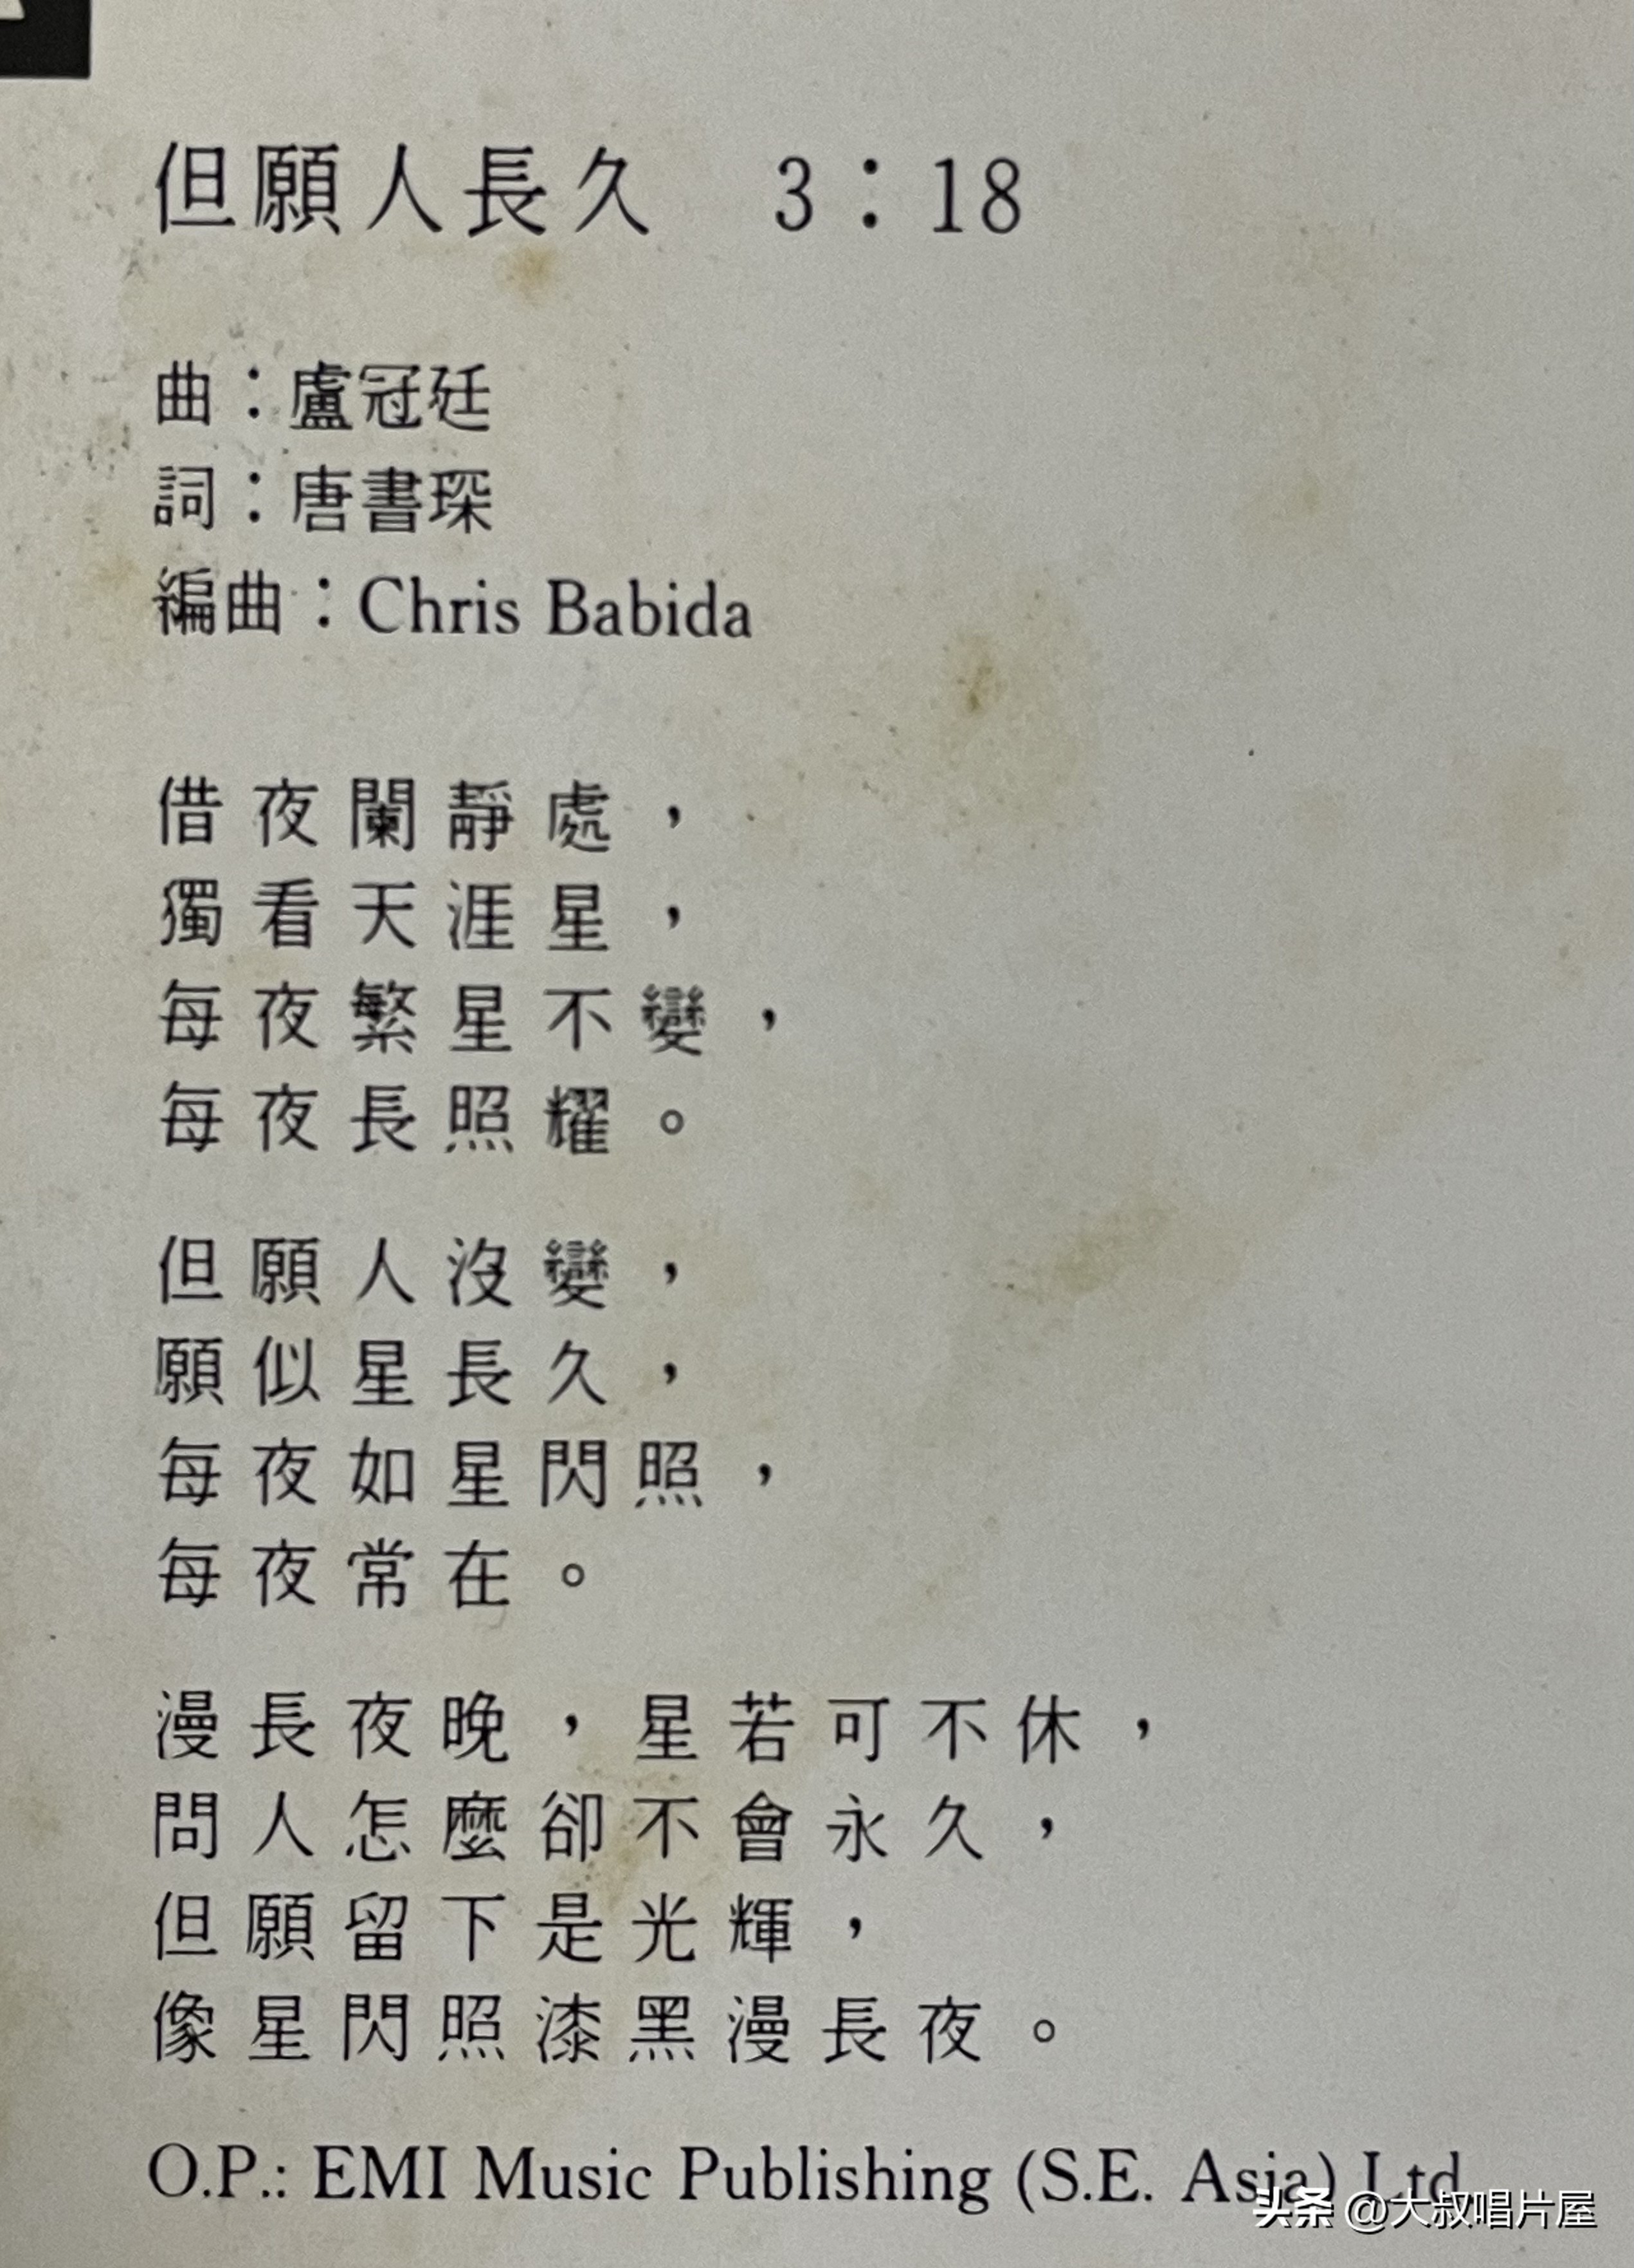 但願人長久 3：18
曲：盧冠廷
詞：唐書琛
編曲：Chris Babida
借夜闌靜處，
獨看天涯星，
每夜繁星不變，
每夜長照耀。
但願人沒變，
願似星長久，
每夜如星閃照，
每夜常在。
漫長夜晚，星若可不休，
問人怎麼卻不會永久，
但願留下是光輝，
像星閃照漆黑漫長夜。
O.P.: EMI Music Publishing (S.E. Asia) Ltd.
头条 @大叔唱片屋